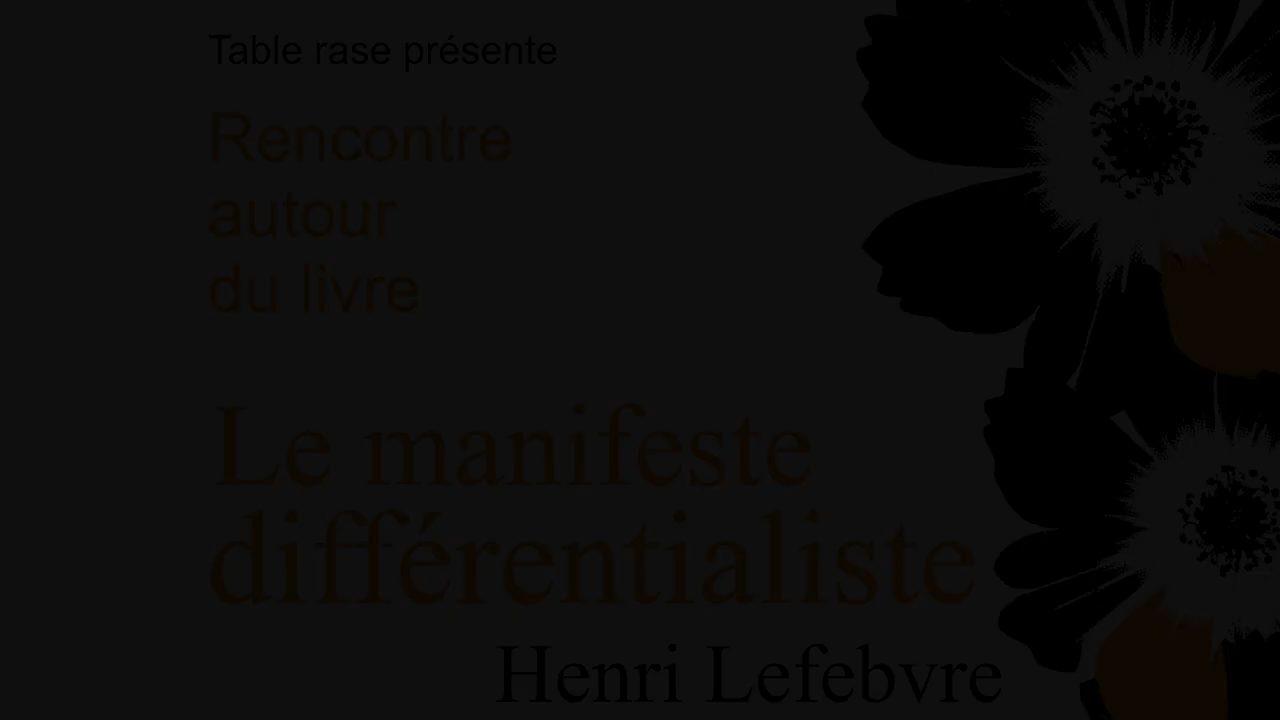 Table rase présente
Rencontre
autour
du livre
Le manifeste
différentialiste
Henri Lefebvre